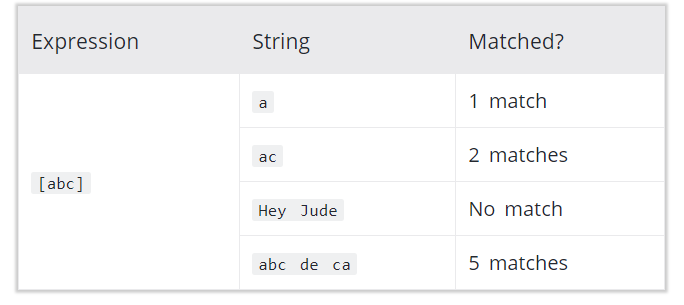 Expression String Matched?
a 1 match
ac 2 matches
[abc]
Hey Jude No match
abc de ca 5 matches